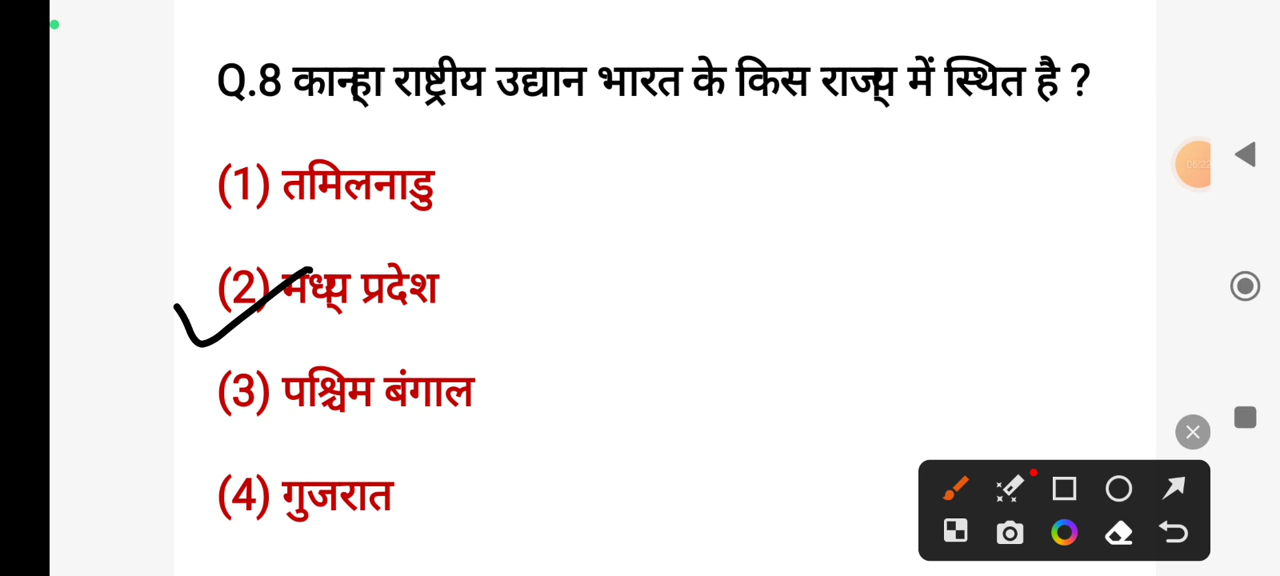 Q.8 कान्हा राष्ट्रीय उद्यान भारत के किस राज्य में स्थित है ?
(1) तमिलनाडु
(2) मध्य प्रदेश
(3) पश्चिम बंगाल
(4) गुजरात